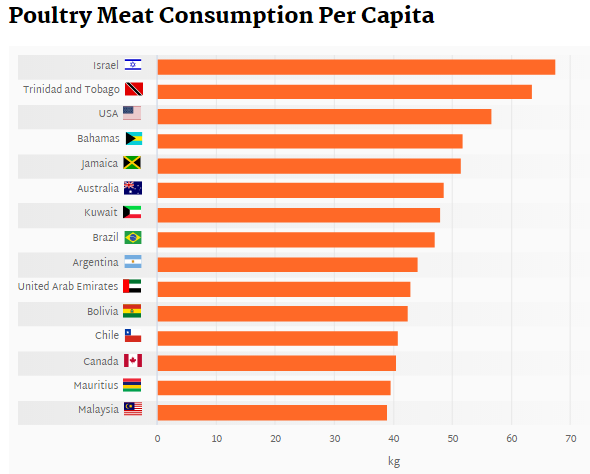 Poultry Meat Consumption Per Capita
Israel
Trinidad and Tobago
USA
Bahamas
Jamaica
Australia
Kuwait
Brazil
Argentina
United Arab Emirates
Bolivia
Chile
Canada
Mauritius
Malaysia
0 10 20 30 40 50 60 70
kg